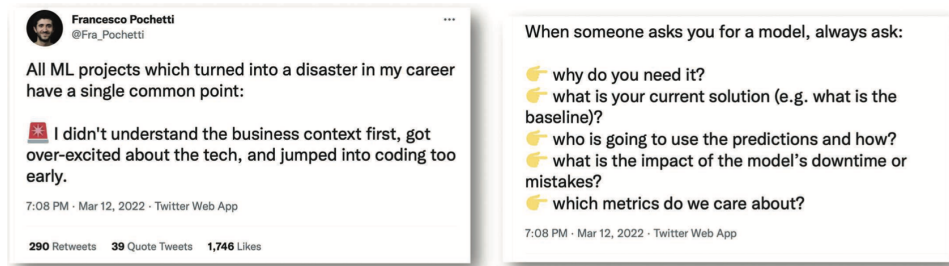 Francesco Pochetti
@Fra_Pochetti
All ML projects which turned into a disaster in my career
have a single common point:
🚨 I didn't understand the business context first, got
over-excited about the tech, and jumped into coding too
early.
7:08 PM · Mar 12, 2022 · Twitter Web App
290 Retweets 39 Quote Tweets 1,746 Likes
When someone asks you for a model, always ask:
👉 why do you need it?
👉 what is your current solution (e.g. what is the
baseline)?
👉 who is going to use the predictions and how?
👉 what is the impact of the model's downtime or
mistakes?
👉 which metrics do we care about?
7:08 PM · Mar 12, 2022 · Twitter Web App